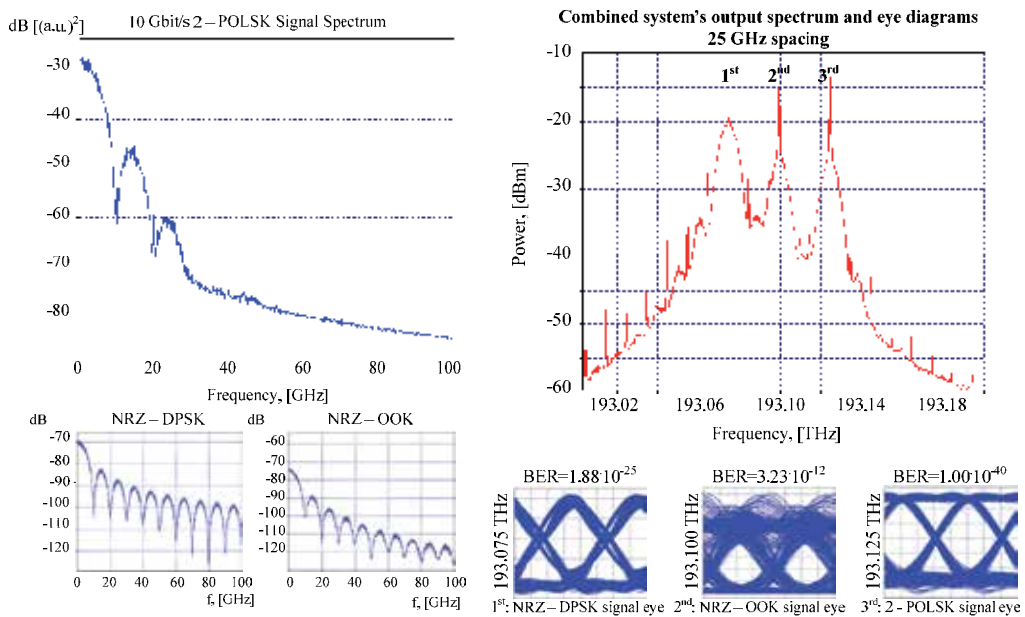 10 Gbit/s 2-POLSK Signal Spectrum
dB [(a.u.)²]
-30
-40
-50
-60
-70
-80
0 20 40 60 80 100
Frequency, [GHz]
Combined system's output spectrum and eye diagrams
25 GHz spacing
1st 2nd 3rd
Power, [dBm]
-10
-20
-30
-40
-50
-60
193.02 193.06 193.10 193.14 193.18
Frequency, [THz]
dB NRZ-DPSK
-70
-80
-90
-100
-110
-120
0 20 40 60 80 100
f, [GHz]
dB NRZ-OOK
-60
-70
-80
-90
-100
-110
-120
0 20 40 60 80 100
f, [GHz]
BER=1.88·10⁻²⁵
193.075 THz
1st: NRZ-DPSK signal eye
BER=3.23·10⁻¹²
193.100 THz
2nd: NRZ-OOK signal eye
BER=1.00·10⁻⁴⁰
193.125 THz
3rd: 2 - POLSK signal eye